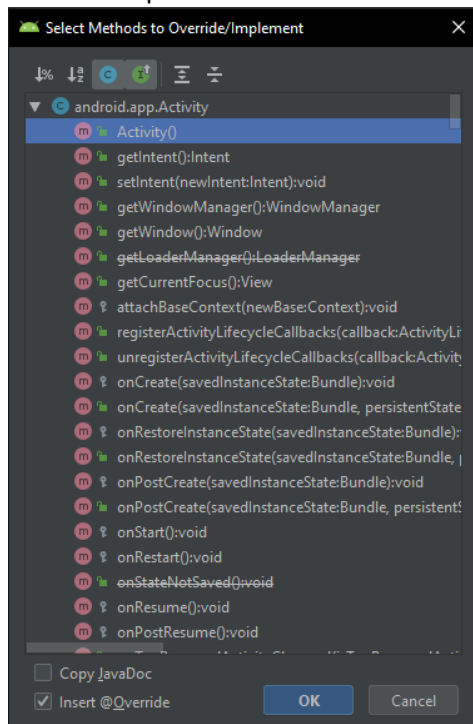 Select Methods to Override/Implement
android.app.Activity
Activity()
getIntent():Intent
setIntent(newIntent:Intent):void
getWindowManager():WindowManager
getWindow():Window
getLoaderManager():LoaderManager
getCurrentFocus():View
attachBaseContext(newBase:Context):void
registerActivityLifecycleCallbacks(callback:ActivityLi
unregisterActivityLifecycleCallbacks(callback:Activity
onCreate(savedInstanceState:Bundle):void
onCreate(savedInstanceState:Bundle, persistentState
onRestoreInstanceState(savedInstanceState:Bundle):
onRestoreInstanceState(savedInstanceState:Bundle,
onPostCreate(savedInstanceState:Bundle):void
onPostCreate(savedInstanceState:Bundle, persistentS
onStart():void
onRestart():void
onStateNotSaved():void
onResume():void
onPostResume():void
Copy JavaDoc
Insert @Override
OK
Cancel